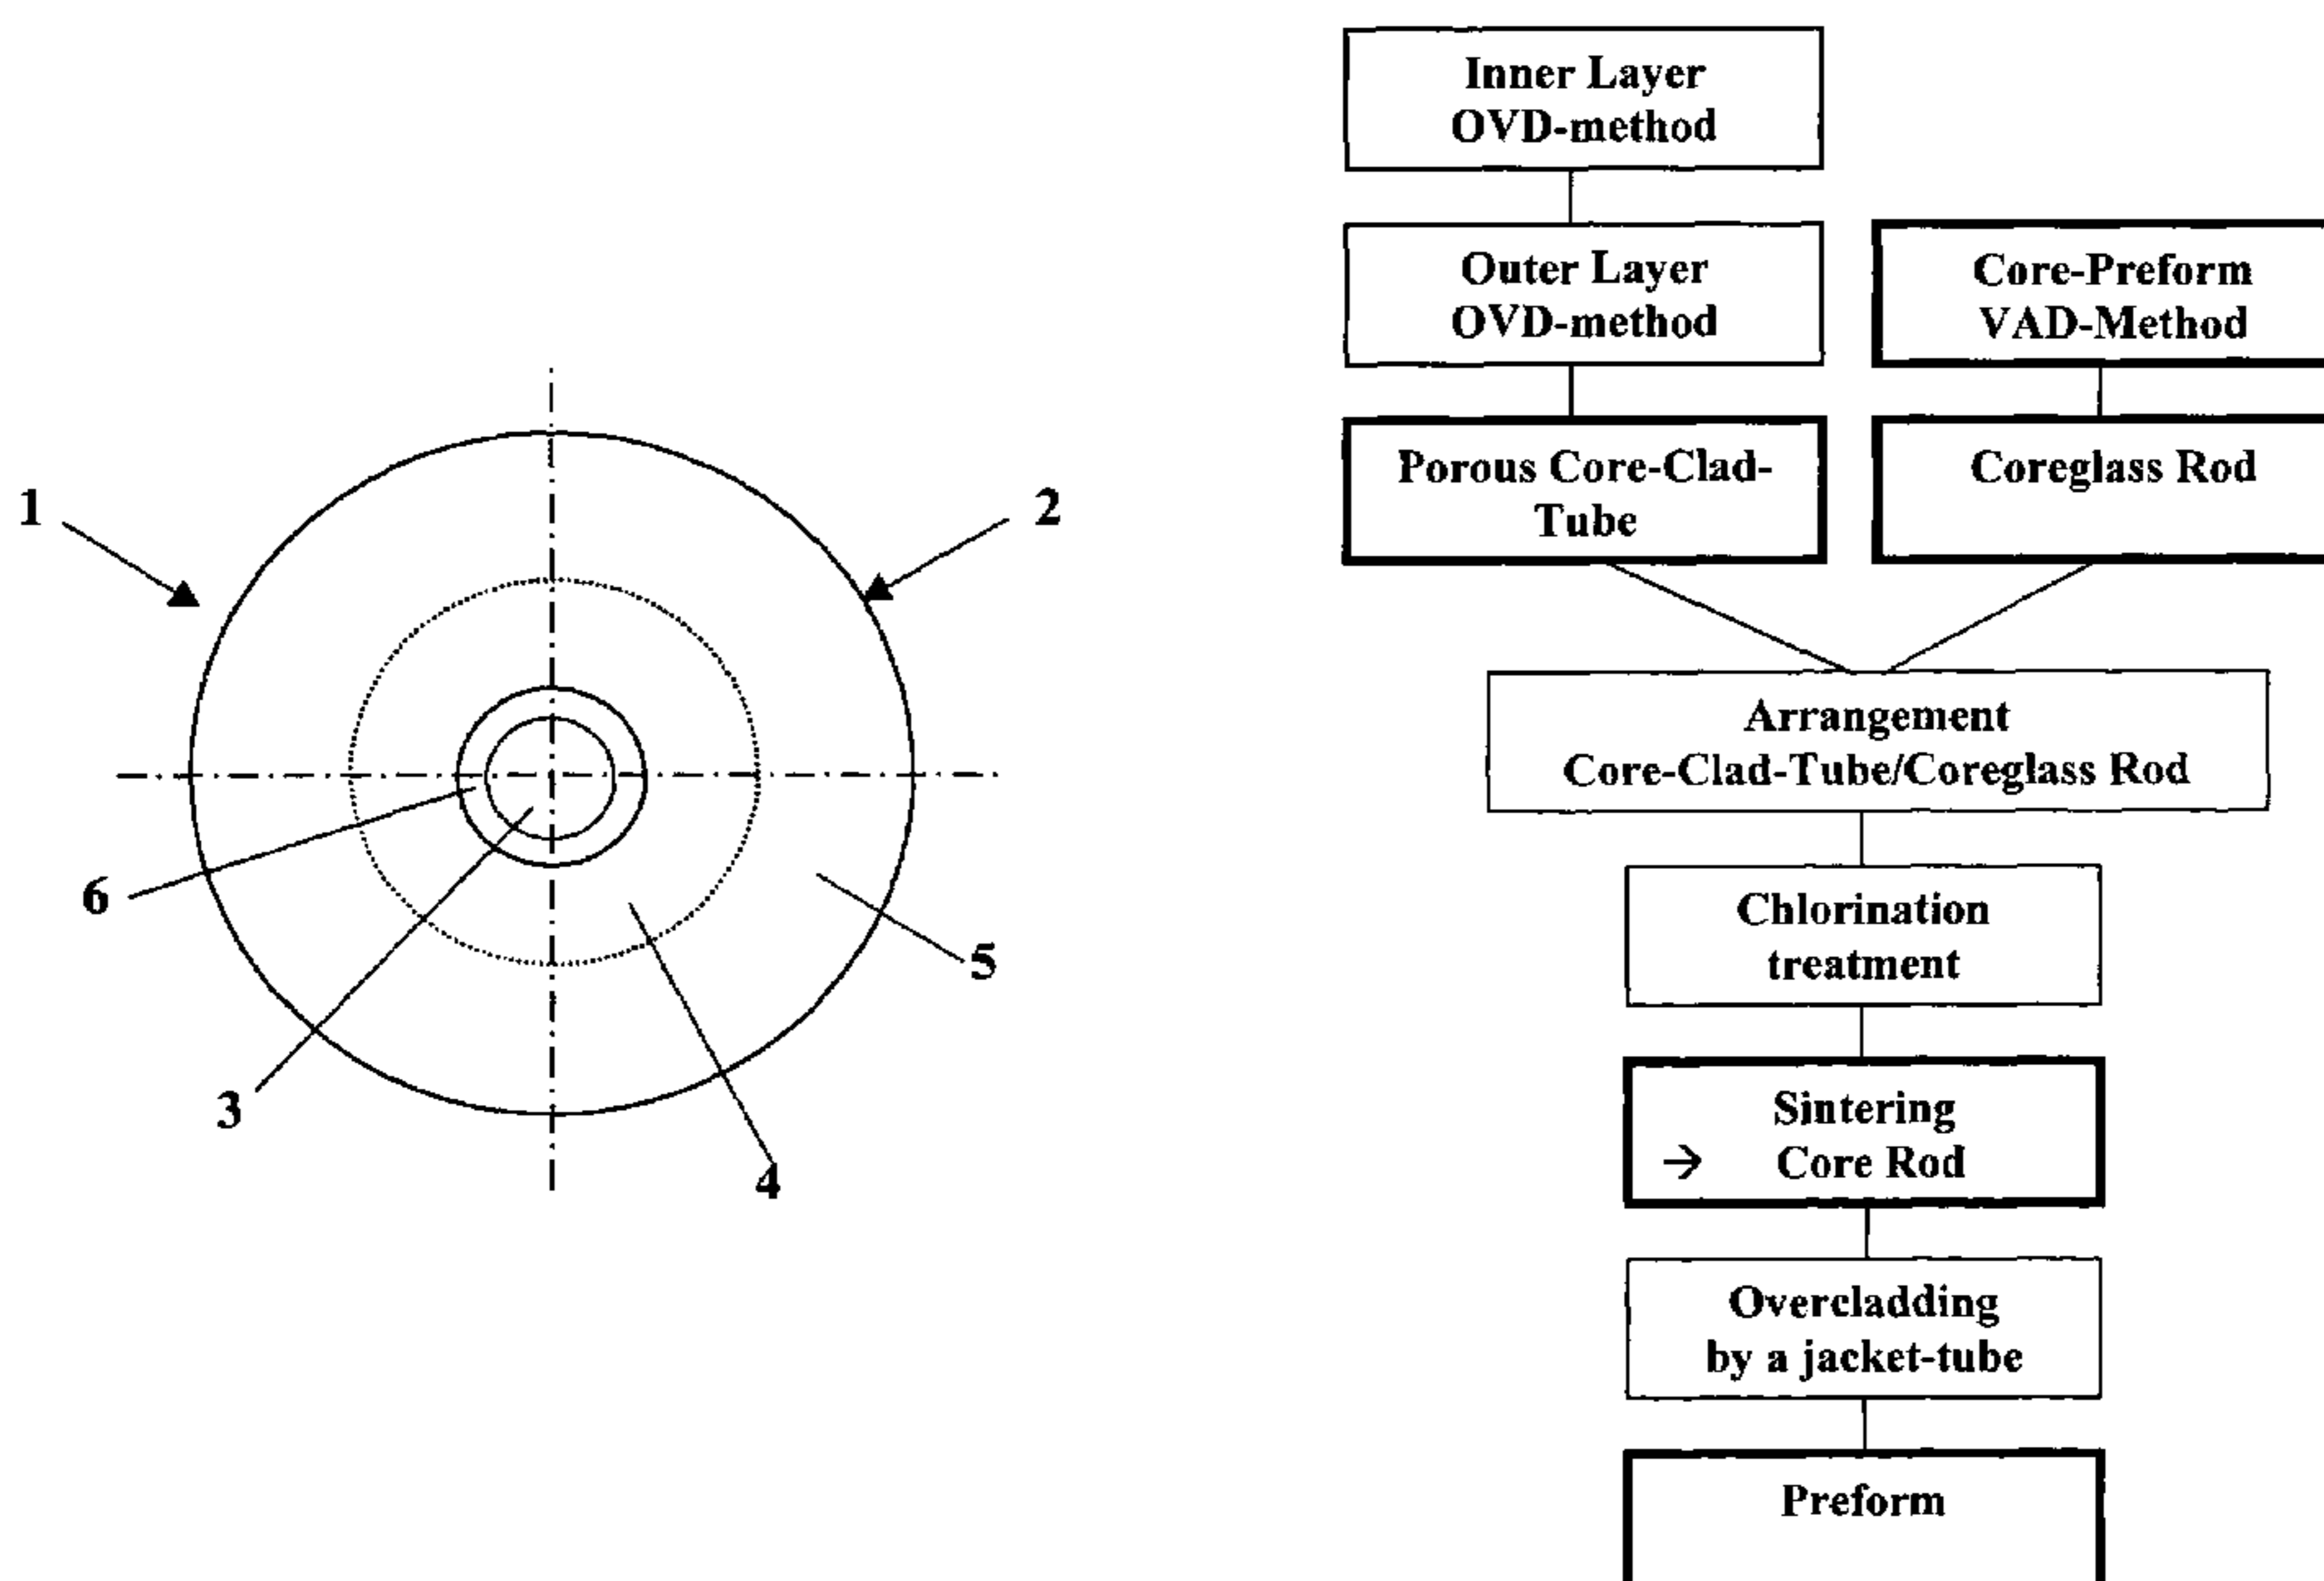 1
2
6
3
4
5
Inner Layer
OVD-method
Outer Layer
OVD-method
Core-Preform
VAD-Method
Porous Core-Clad-
Tube
Coreglass Rod
Arrangement
Core-Clad-Tube/Coreglass Rod
Chlorination
treatment
Sintering
→ Core Rod
Overcladding
by a jacket-tube
Preform